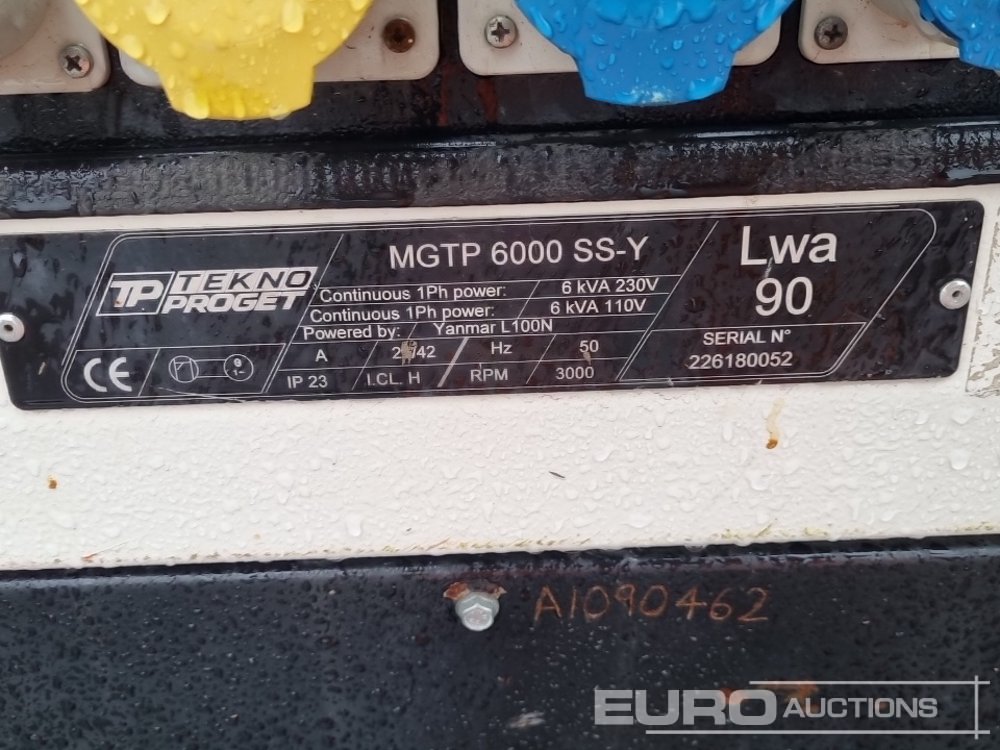 TP TEKNO PROGET
MGTP 6000 SS-Y
Continuous 1Ph power: 6 kVA 230V
Continuous 1Ph power: 6 kVA 110V
Powered by: Yanmar L100N
A Hz 50
IP 23 I.CL. H RPM 3000
CE
Lwa
90
SERIAL N°
226180052
A1090462
EURO AUCTIONS